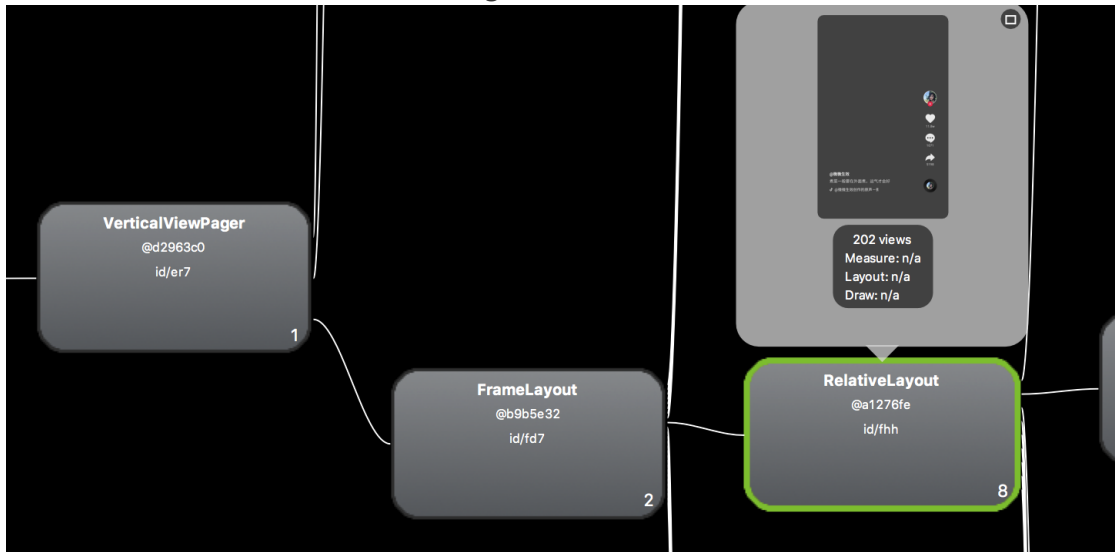 VerticalViewPager
@d2963c0
id/er7
1
FrameLayout
@b9b5e32
id/fd7
2
202 views
Measure: n/a
Layout: n/a
Draw: n/a
RelativeLayout
@a1276fe
id/fhh
8